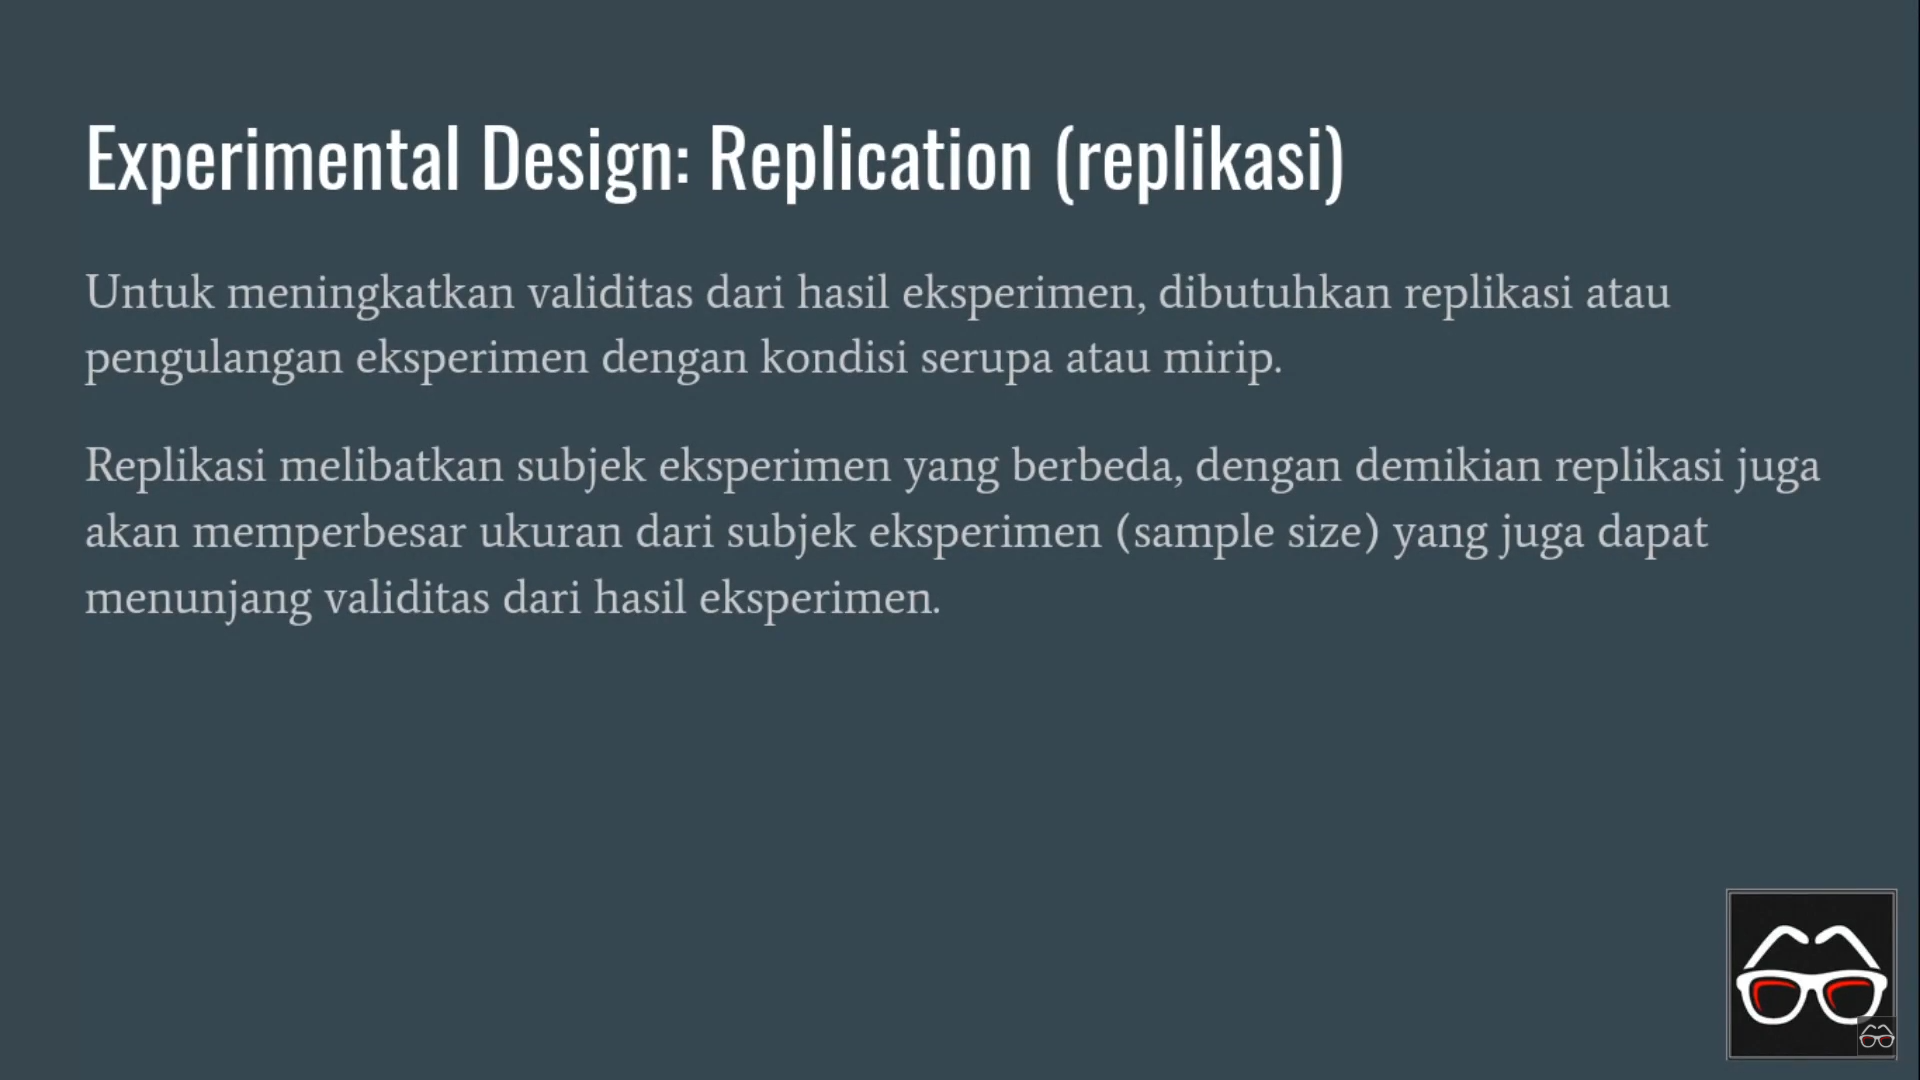 Experimental Design: Replication (replikasi)
Untuk meningkatkan validitas dari hasil eksperimen, dibutuhkan replikasi atau
pengulangan eksperimen dengan kondisi serupa atau mirip.
Replikasi melibatkan subjek eksperimen yang berbeda, dengan demikian replikasi juga
akan memperbesar ukuran dari subjek eksperimen (sample size) yang juga dapat
menunjang validitas dari hasil eksperimen.